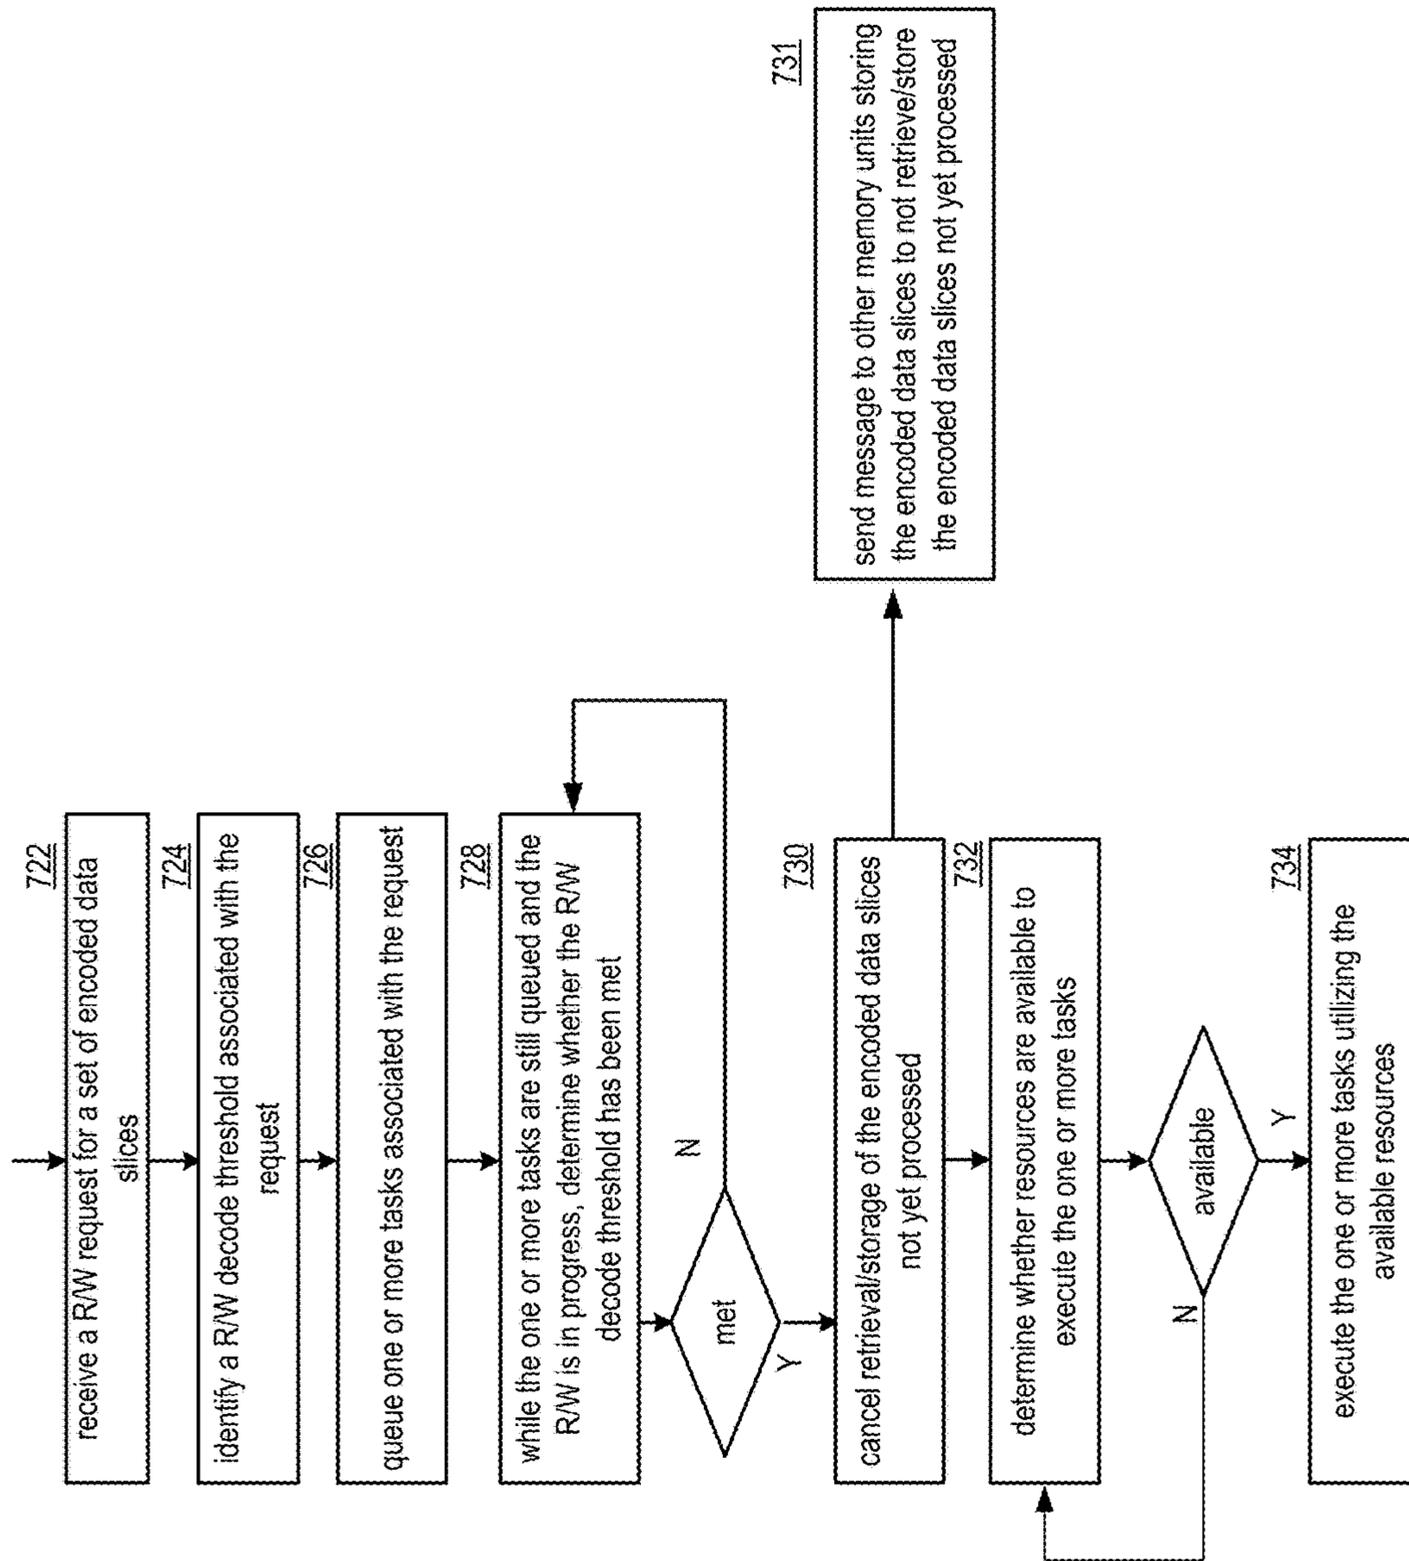 722
receive a R/W request for a set of encoded data
slices
724
identify a R/W decode threshold associated with the
request
726
queue one or more tasks associated with the request
728
while the one or more tasks are still queued and the
R/W is in progress, determine whether the R/W
decode threshold has been met
met
N
Y
730
cancel retrieval/storage of the encoded data slices
not yet processed
731
send message to other memory units storing
the encoded data slices to not retrieve/store
the encoded data slices not yet processed
732
determine whether resources are available to
execute the one or more tasks
available
N
Y
734
execute the one or more tasks utilizing the
available resources